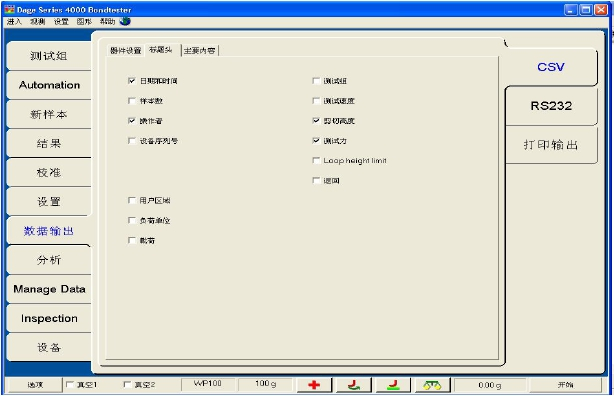 Dage Series 4000 Bondtester
进入 观测 设置 图形 帮助
测试组
Automation
新样本
结果
校准
设置
数据输出
分析
Manage Data
Inspection
设备
器件设置 标题头 主要内容
日期和时间 测试组
样本数 测试速度
操作者 剪切高度
设备序列号 测试力
Loop height limit
返回
用户区域
负荷单位
载荷
CSV
RS232
打印输出
选项 真空1 真空2 WP100 100 g 0.00 g 开始